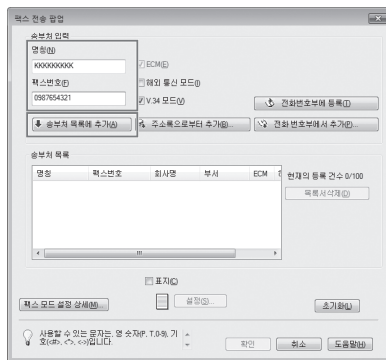 팩스 전송 팝업
송부처 입력
명칭(N)
KKKKKKKKK
ECM(E)
팩스번호(F)
해외 통신 모드(I)
0987654321
V.34 모드(V)
전화번호부에 등록(T)
송부처 목록에 추가(A)
주소록으로부터 추가(B)...
전화 번호부에서 추가(P)...
송부처 목록
명칭 팩스번호 회사명 부서 ECM
현재의 등록 건수 0/100
목록서삭제(D)
표지(C)
팩스 모드 설정 상세(M)...
설정(S)...
초기화(L)
사용할 수 있는 문자는, 영 숫자(P, T,0-9), 기
호(<#>, <*>, <->)입니다.
확인 취소 도움말(H)